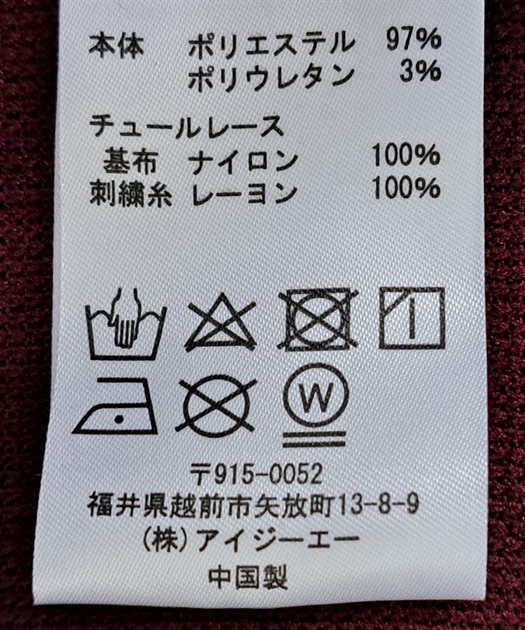 本体 ポリエステル 97%
ポリウレタン 3%
チュールレース
基布 ナイロン 100%
刺繍糸 レーヨン 100%
W
〒915-0052
福井県越前市矢放町13-8-9
(株)アイジーエー
中国製